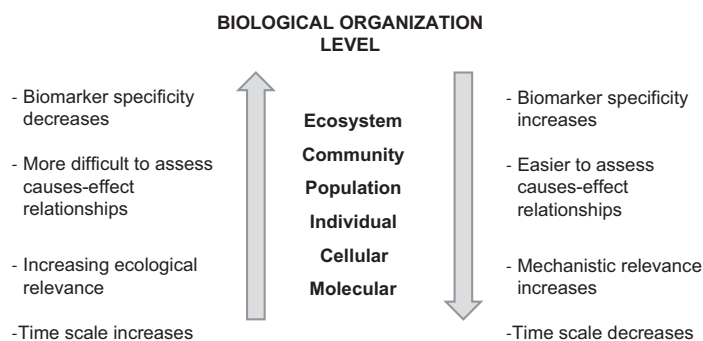 BIOLOGICAL ORGANIZATION
LEVEL
- Biomarker specificity
decreases
- More difficult to assess
causes-effect
relationships
- Increasing ecological
relevance
-Time scale increases
Ecosystem
Community
Population
Individual
Cellular
Molecular
- Biomarker specificity
increases
- Easier to assess
causes-effect
relationships
- Mechanistic relevance
increases
-Time scale decreases